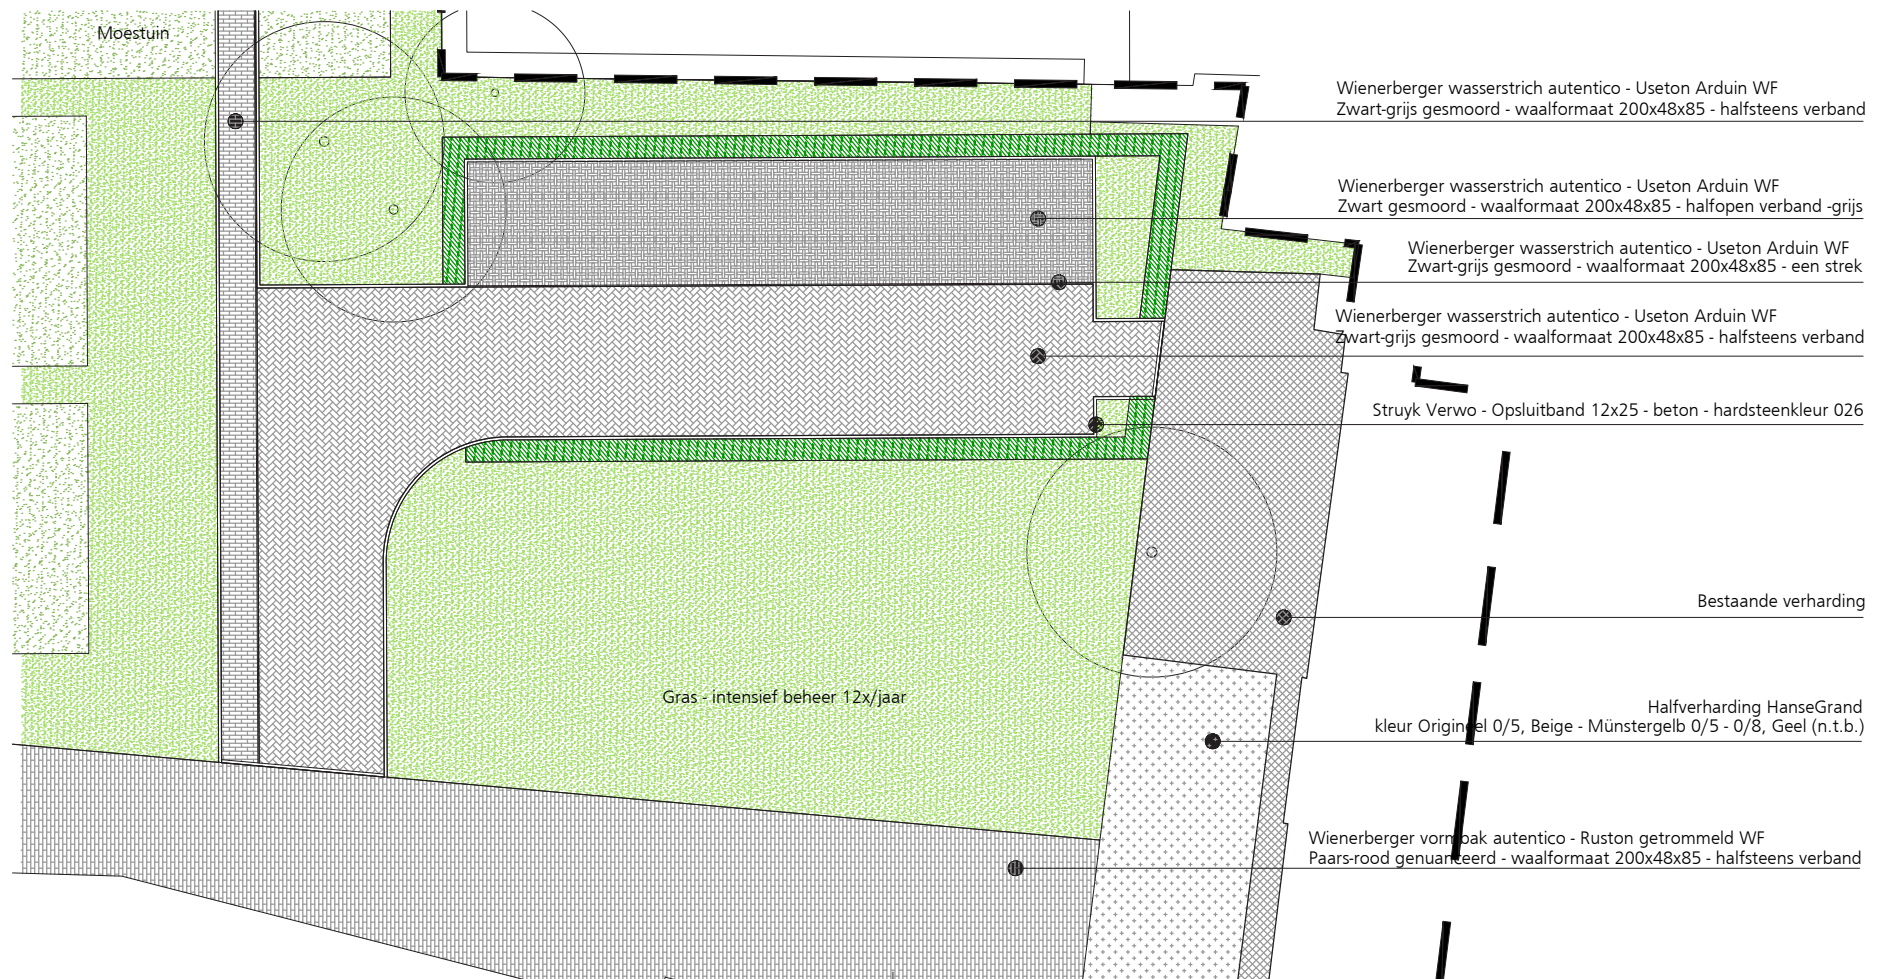 Moestuin
Wienerberger wasserstrich autentico - Useton Arduin WF
Zwart-grijs gesmoord - waalformaat 200x48x85 - halfsteens verband
Wienerberger wasserstrich autentico - Useton Arduin WF
Zwart gesmoord - waalformaat 200x48x85 - halfopen verband -grijs
Wienerberger wasserstrich autentico - Useton Arduin WF
Zwart-grijs gesmoord - waalformaat 200x48x85 - een strek
Wienerberger wasserstrich autentico - Useton Arduin WF
Zwart-grijs gesmoord - waalformaat 200x48x85 - halfsteens verband
Struyk Verwo - Opsluitband 12x25 - beton - hardsteenkleur 026
Bestaande verharding
Gras - intensief beheer 12x/jaar
Halfverharding HanseGrand
kleur Origineel 0/5, Beige - Münstergelb 0/5 - 0/8, Geel (n.t.b.)
Wienerberger vormbak autentico - Ruston getrommeld WF
Paars-rood genuanceerd - waalformaat 200x48x85 - halfsteens verband